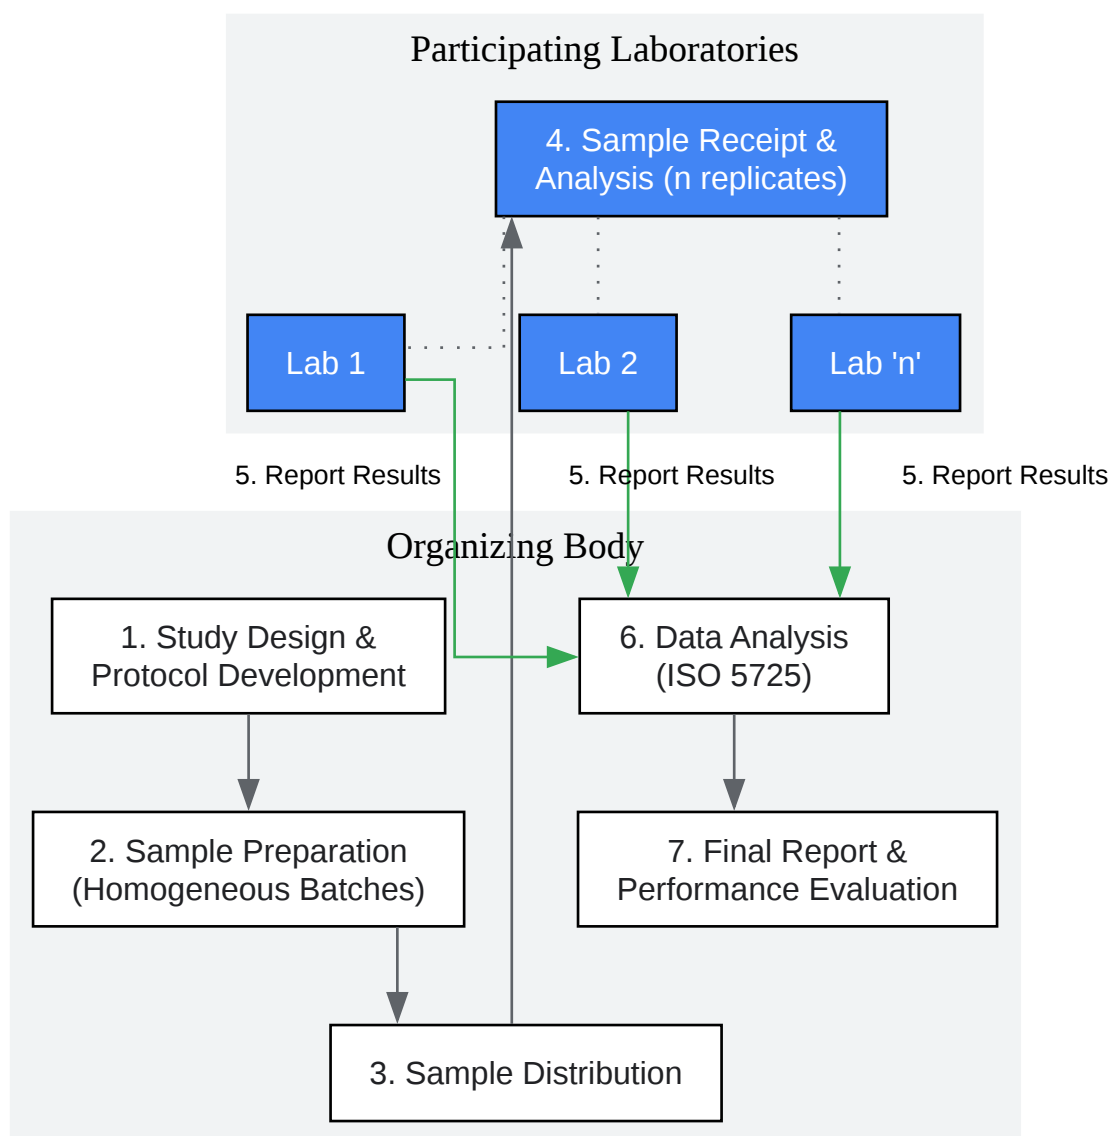 Participating Laboratories
4. Sample Receipt &
Analysis (n replicates)
Lab 1
Lab 2
Lab 'n'
5. Report Results
5. Report Results
5. Report Results
Organizing Body
1. Study Design &
Protocol Development
6. Data Analysis
(ISO 5725)
2. Sample Preparation
(Homogeneous Batches)
7. Final Report &
Performance Evaluation
3. Sample Distribution